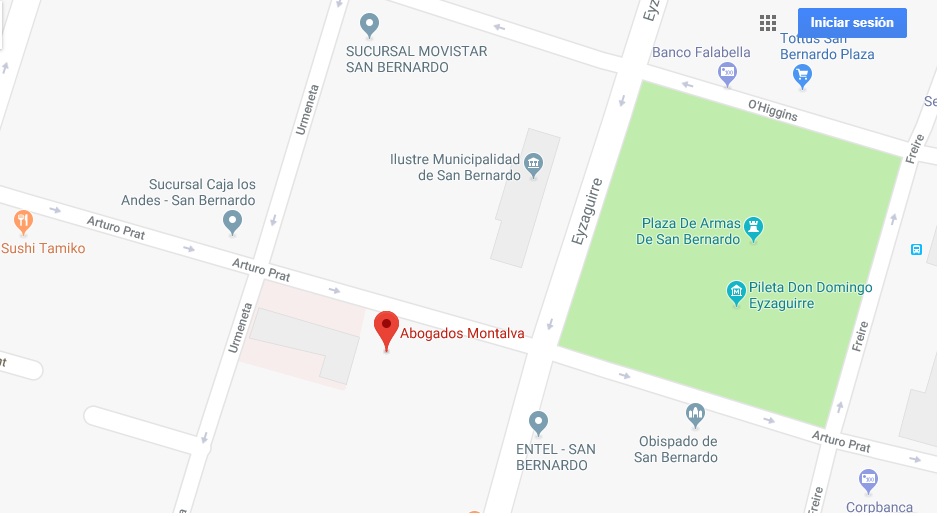 Eyz
Iniciar sesión
SUCURSAL MOVISTAR
SAN BERNARDO
Tottus San
Bernardo Plaza
Banco Falabella
O'Higgins
Se
Urmeneta
Freire
Ilustre Municipalidad
de San Bernardo
Sucursal Caja los
Andes - San Bernardo
Eyzaguirre
Arturo Prat
Sushi Tamiko
Plaza De Armas
De San Bernardo
Arturo Prat
Pileta Don Domingo
Eyzaguirre
Urmeneta
Abogados Montalva
Freire
ENTEL - SAN
BERNARDO
Obispado de
San Bernardo
Arturo Prat
Freire
Corpbanca